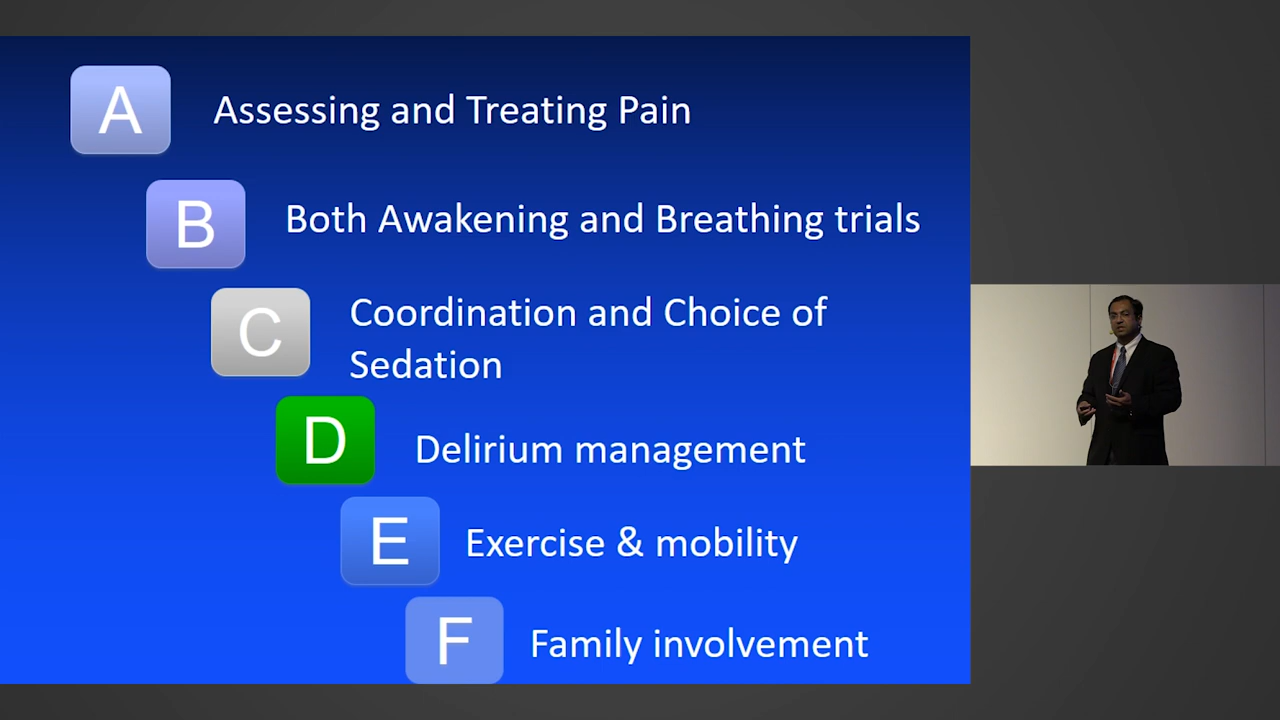 A
Assessing and Treating Pain
B
Both Awakening and Breathing trials
C
Coordination and Choice of
Sedation
D
Delirium management
E
Exercise & mobility
F
Family involvement